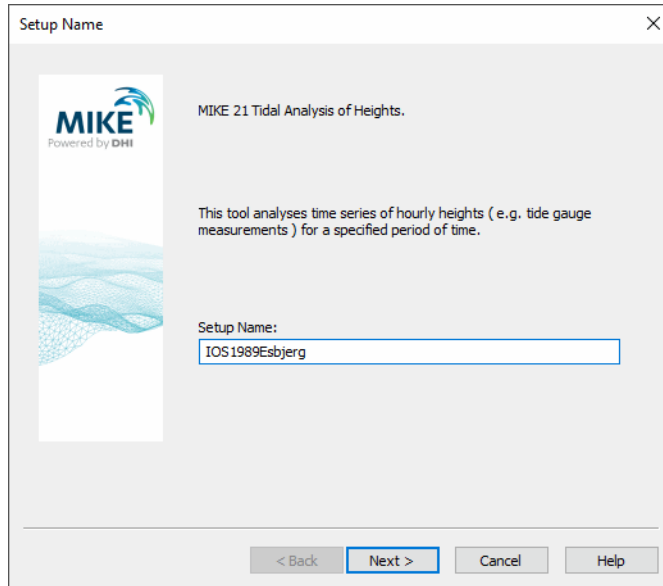 Setup Name
MIKE
Powered by DHI
MIKE 21 Tidal Analysis of Heights.
This tool analyses time series of hourly heights ( e.g. tide gauge
measurements ) for a specified period of time.
Setup Name:
IOS1989Esbjerg
< Back
Next >
Cancel
Help